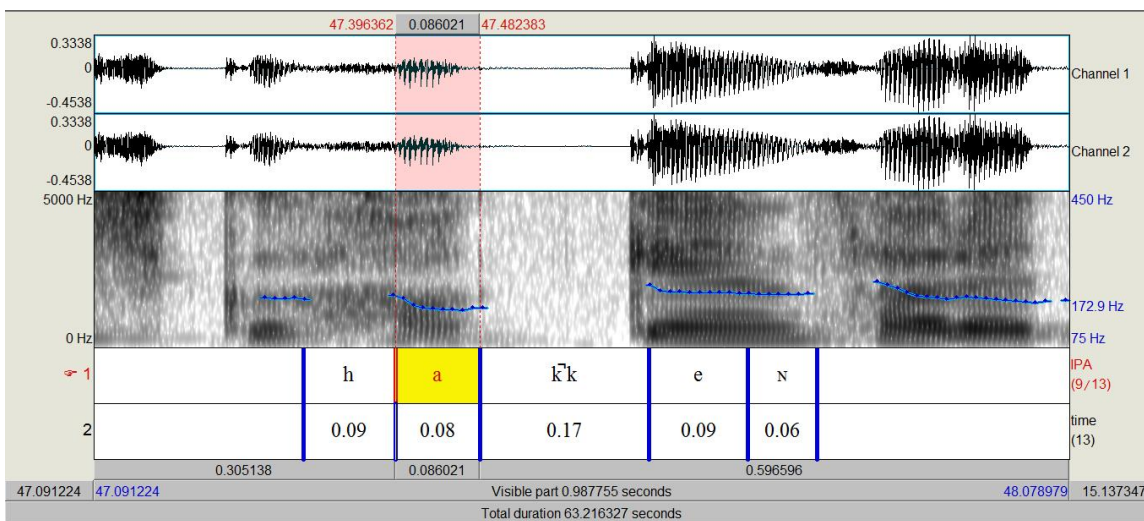 47.396362 0.086021 47.482383
0.3338
0
-0.4538
Channel 1
0.3338
0
-0.4538
Channel 2
5000 Hz
450 Hz
172.9 Hz
0 Hz
75 Hz
☞ 1 h a k̚k e ɴ IPA
(9/13)
2 0.09 0.08 0.17 0.09 0.06 time
(13)
0.305138 0.086021 0.596596
47.091224 47.091224 Visible part 0.987755 seconds 48.078979 15.137347
Total duration 63.216327 seconds